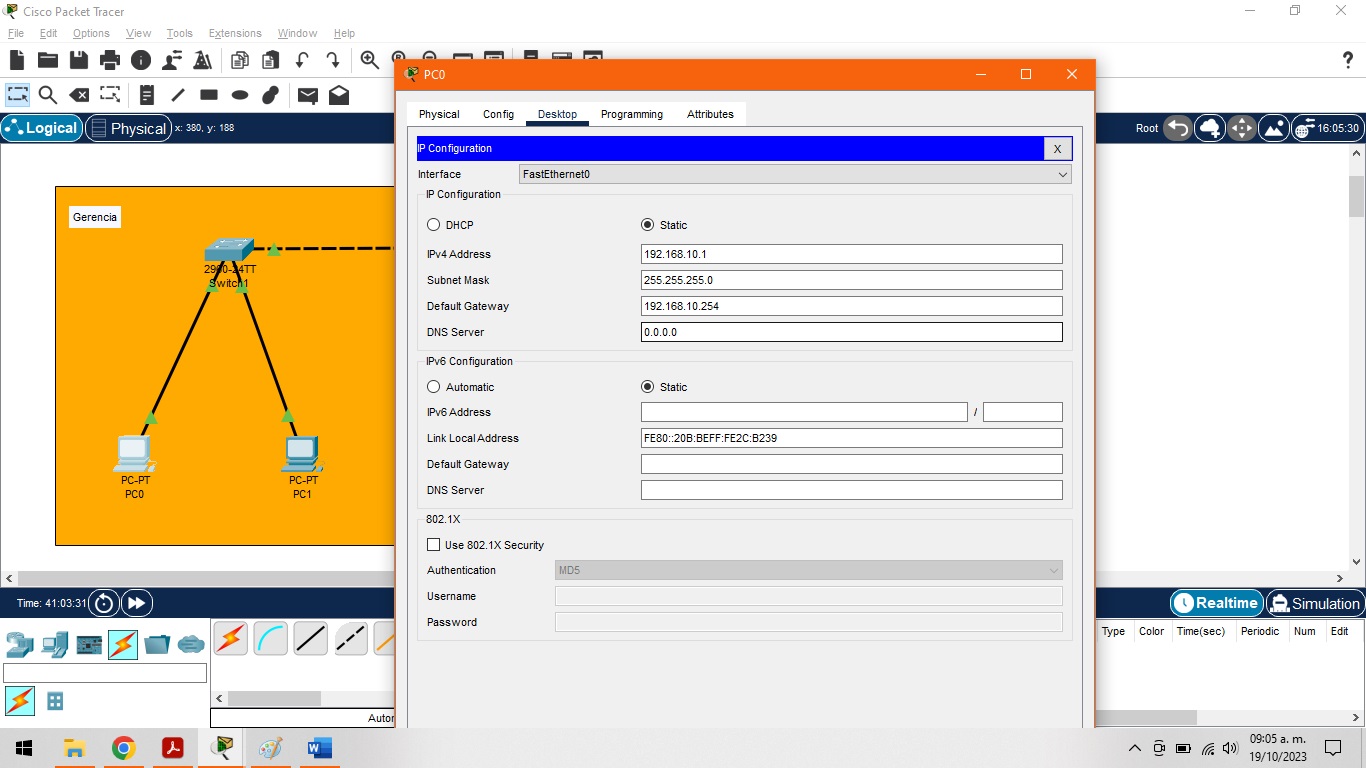 Cisco Packet Tracer
File Edit Options View Tools Extensions Window Help
?
PC0
Physical Config Desktop Programming Attributes
Logical Physical x: 380, y: 188
Root 16:05:30
IP Configuration X
Interface FastEthernet0
IP Configuration
DHCP Static
IPv4 Address 192.168.10.1
Subnet Mask 255.255.255.0
Default Gateway 192.168.10.254
DNS Server 0.0.0.0
IPv6 Configuration
Automatic Static
IPv6 Address /
Link Local Address FE80::20B:BEFF:FE2C:B239
Default Gateway
DNS Server
802.1X
Use 802.1X Security
Authentication MD5
Username
Password
Gerencia
2960-24TT
Switch1
PC-PT
PC0
PC-PT
PC1
Time: 41:03:31
Realtime Simulation
Type Color Time(sec) Periodic Num Edit
Autor
09:05 a. m.
19/10/2023